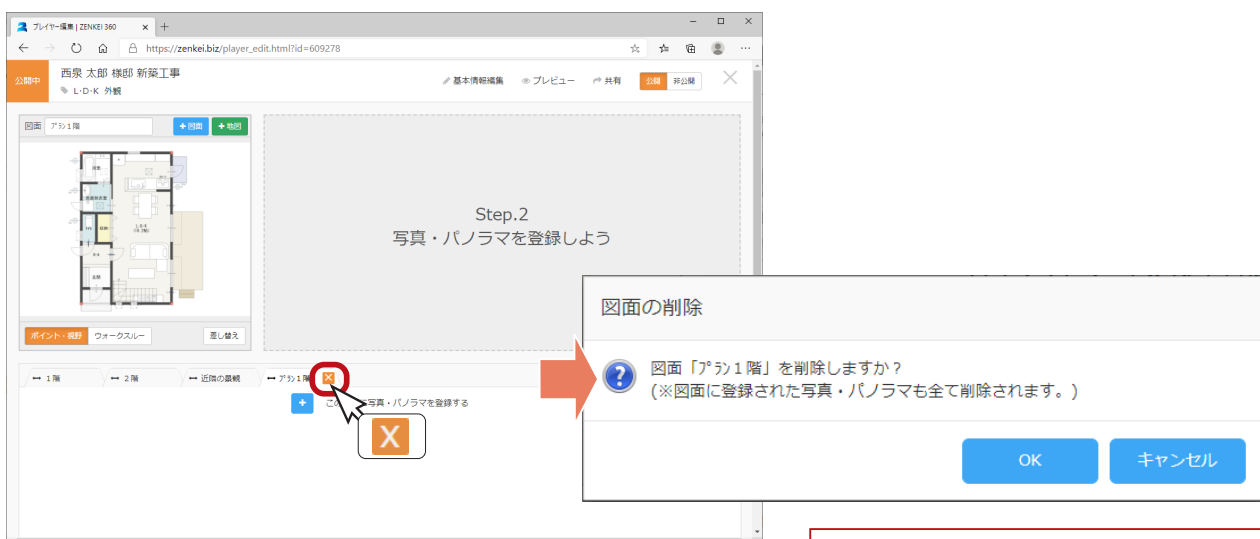 プレイヤー編集 | ZENKEI 360
https://zenkei.biz/player_edit.html?id=609278
公開中
西泉 太郎 様邸 新築工事
L・D・K 外観
基本情報編集
プレビュー
共有
公開
非公開
図面
ﾌﾟﾗﾝ1階
+図面
+地図
Step.2
写真・パノラマを登録しよう
ポイント・視野
ウォークスルー
差し替え
1階
2階
近隣の景観
ﾌﾟﾗﾝ1階
写真・パノラマを登録する
X
図面の削除
図面「ﾌﾟﾗﾝ1階」を削除しますか？
(※図面に登録された写真・パノラマも全て削除されます。)
OK
キャンセル